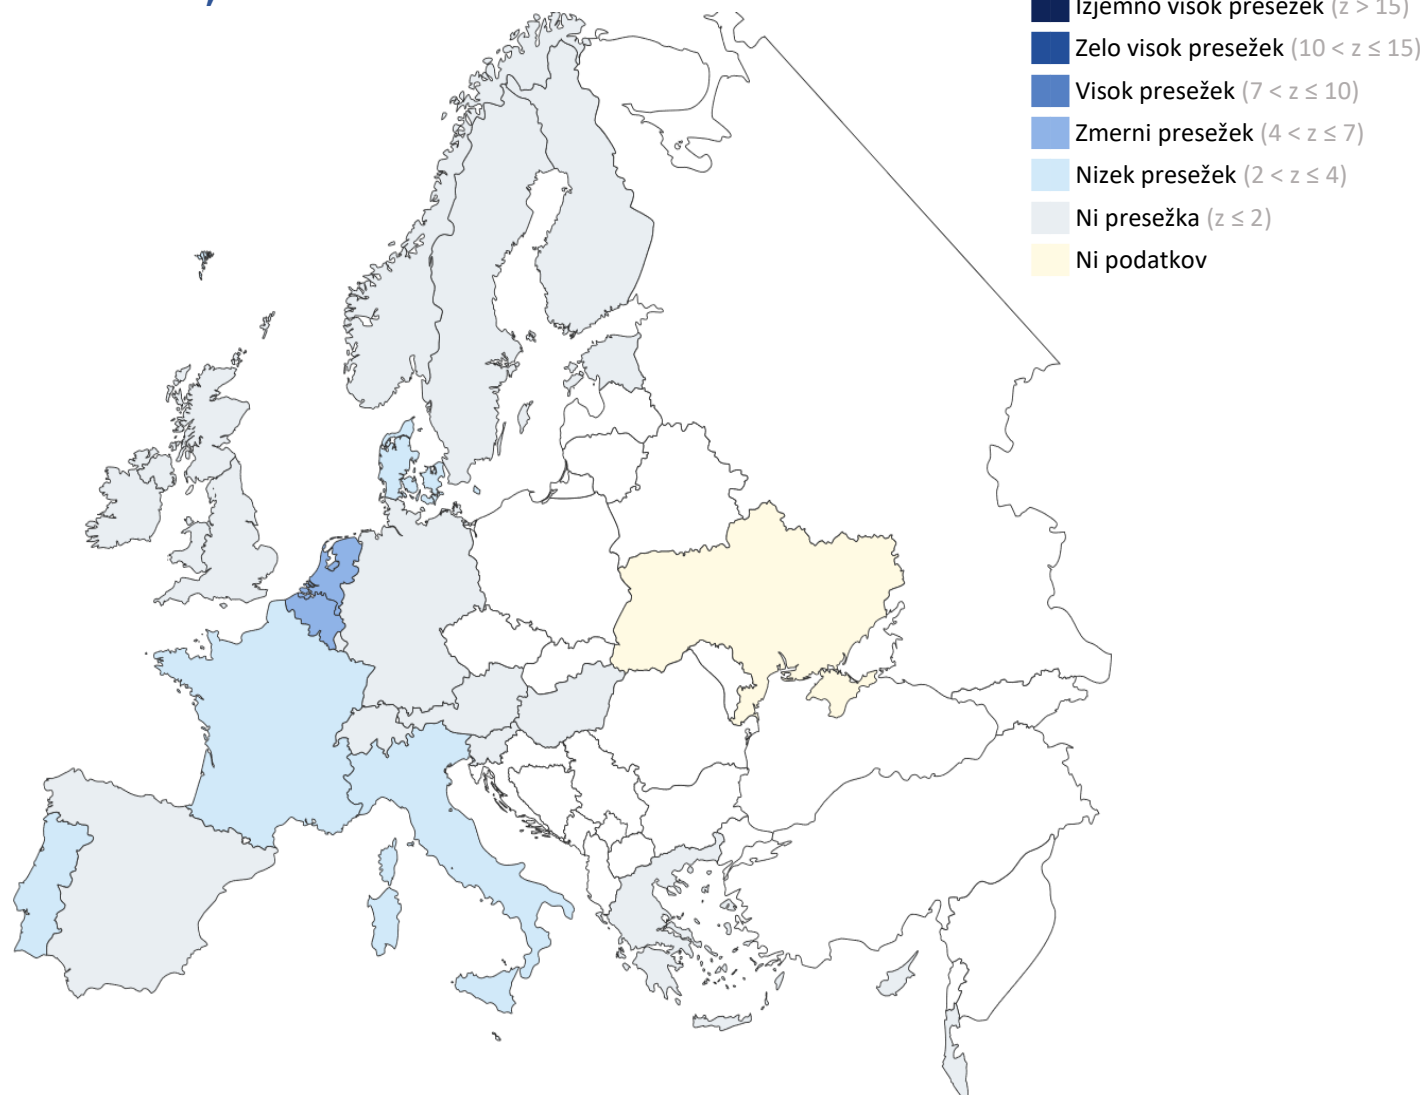 Izjemno visok presežek (z > 15)
Zelo visok presežek (10 < z ≤ 15)
Visok presežek (7 < z ≤ 10)
Zmerni presežek (4 < z ≤ 7)
Nizek presežek (2 < z ≤ 4)
Ni presežka (z ≤ 2)
Ni podatkov